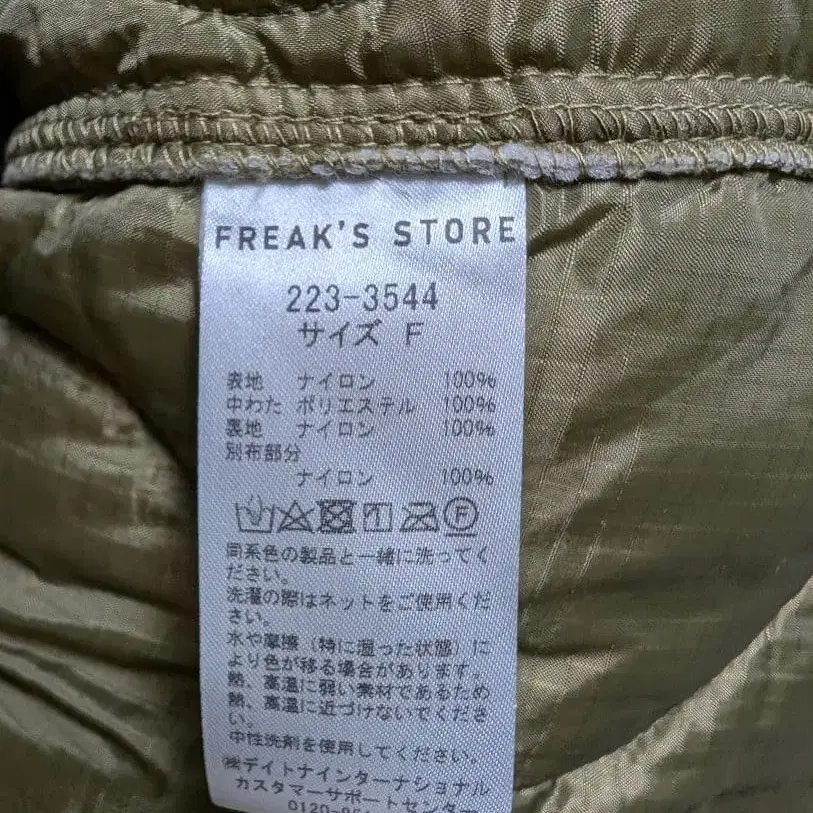 FREAK'S STORE
223-3544
サイズ F
表地 ナイロン 100%
中わた ポリエステル 100%
裏地 ナイロン 100%
別布部分
ナイロン 100%
F
同系色の製品と一緒に洗ってく
ださい。
洗濯の際はネットをご使用くだ
さい。
水や摩擦(特に湿った状態)に
より色が移る場合があります。
熱、高温に弱い素材であるため
熱、高温に近づけないでくださ
い。
中性洗剤を使用してください。
㈱デイトナインターナショナル
カスタマーサポートセンター
0120-951